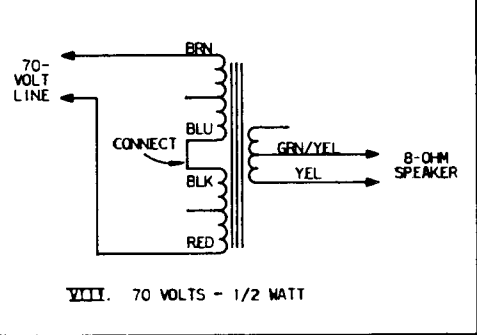 BRN
70-
VOLT
LINE
BLU
CONNECT
GRN/YEL
8-OHM
SPEAKER
YEL
BLK
RED
VIII. 70 VOLTS - 1/2 WATT